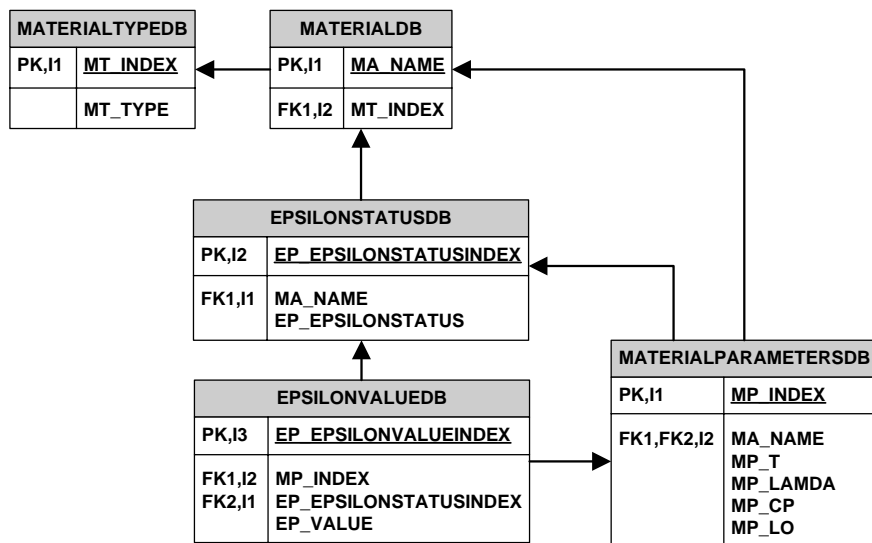 MATERIALTYPEDB
PK,I1 MT_INDEX
MT_TYPE
MATERIALDB
PK,I1 MA_NAME
FK1,I2 MT_INDEX
EPSILONSTATUSDB
PK,I2 EP_EPSILONSTATUSINDEX
FK1,I1 MA_NAME
EP_EPSILONSTATUS
EPSILONVALUEDB
PK,I3 EP_EPSILONVALUEINDEX
FK1,I2 MP_INDEX
FK2,I1 EP_EPSILONSTATUSINDEX
EP_VALUE
MATERIALPARAMETERSDB
PK,I1 MP_INDEX
FK1,FK2,I2 MA_NAME
MP_T
MP_LAMDA
MP_CP
MP_LO